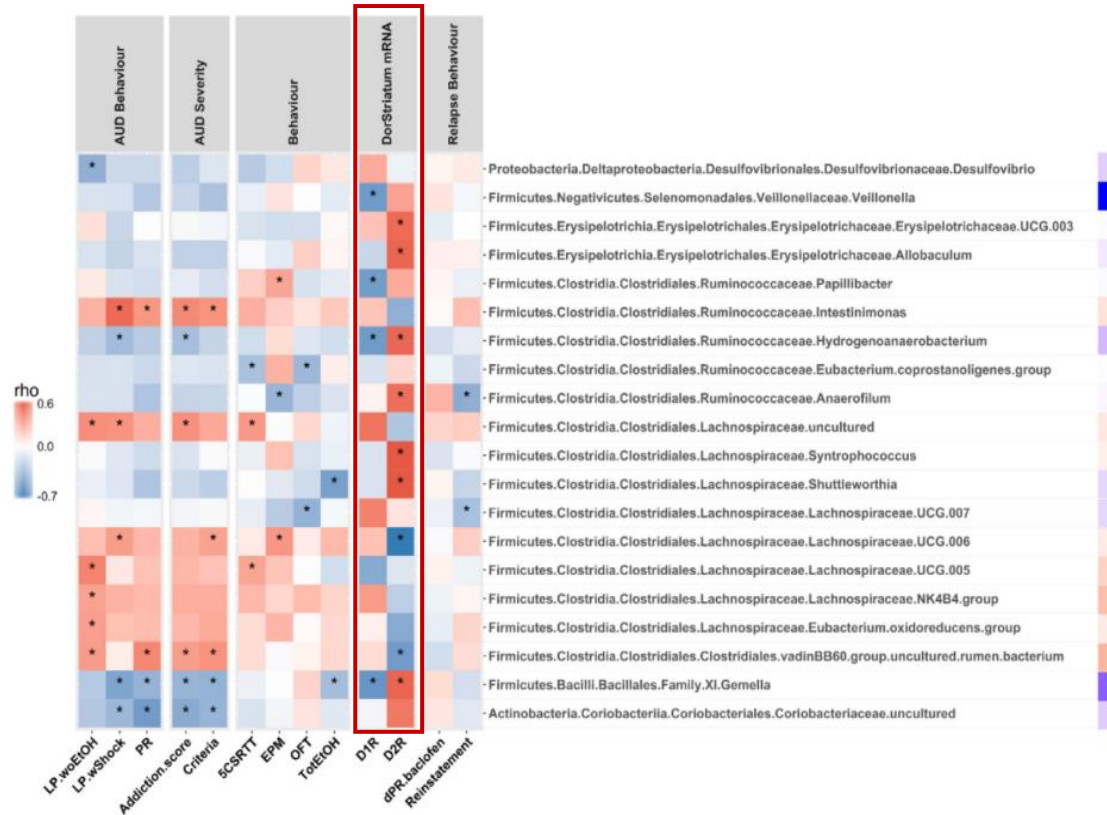 AUD Behaviour
AUD Severity
Behaviour
DorStriatum mRNA
Relapse Behaviour
*
Proteobacteria.Deltaproteobacteria.Desulfovibrionales.Desulfovibrionaceae.Desulfovibrio
*
Firmicutes.Negativicutes.Selenomonadales.Veillonellaceae.Veillonella
*
Firmicutes.Erysipelotrichia.Erysipelotrichales.Erysipelotrichaceae.Erysipelotrichaceae.UCG.003
*
Firmicutes.Erysipelotrichia.Erysipelotrichales.Erysipelotrichaceae.Allobaculum
* *
Firmicutes.Clostridia.Clostridiales.Ruminococcaceae.Papillibacter
* * * *
Firmicutes.Clostridia.Clostridiales.Ruminococcaceae.Intestinimonas
* * * *
Firmicutes.Clostridia.Clostridiales.Ruminococcaceae.Hydrogenoanaerobacterium
* *
Firmicutes.Clostridia.Clostridiales.Ruminococcaceae.Eubacterium.coprostanoligenes.group
* * *
Firmicutes.Clostridia.Clostridiales.Ruminococcaceae.Anaerofilum
* * * *
Firmicutes.Clostridia.Clostridiales.Lachnospiraceae.uncultured
*
Firmicutes.Clostridia.Clostridiales.Lachnospiraceae.Syntrophococcus
* *
Firmicutes.Clostridia.Clostridiales.Lachnospiraceae.Shuttleworthia
* *
Firmicutes.Clostridia.Clostridiales.Lachnospiraceae.UCG.007
* * * *
Firmicutes.Clostridia.Clostridiales.Lachnospiraceae.Lachnospiraceae.UCG.006
* *
Firmicutes.Clostridia.Clostridiales.Lachnospiraceae.Lachnospiraceae.UCG.005
*
Firmicutes.Clostridia.Clostridiales.Lachnospiraceae.Lachnospiraceae.NK4B4.group
*
Firmicutes.Clostridia.Clostridiales.Lachnospiraceae.Eubacterium.oxidoreducens.group
* * * * *
Firmicutes.Clostridia.Clostridiales.Clostridiales.vadinBB60.group.uncultured.rumen.bacterium
* * * * * * *
Firmicutes.Bacilli.Bacillales.Family.XI.Gemella
* * * *
Actinobacteria.Coriobacteriia.Coriobacteriales.Coriobacteriaceae.uncultured
rho
0.6
0.0
-0.7
LP.woEtOH
LP.wShock
PR
Addiction.score
Criteria
5CSRTT
EPM
OFT
TotEtOH
D1R
D2R
dPR.baclofen
Reinstatement